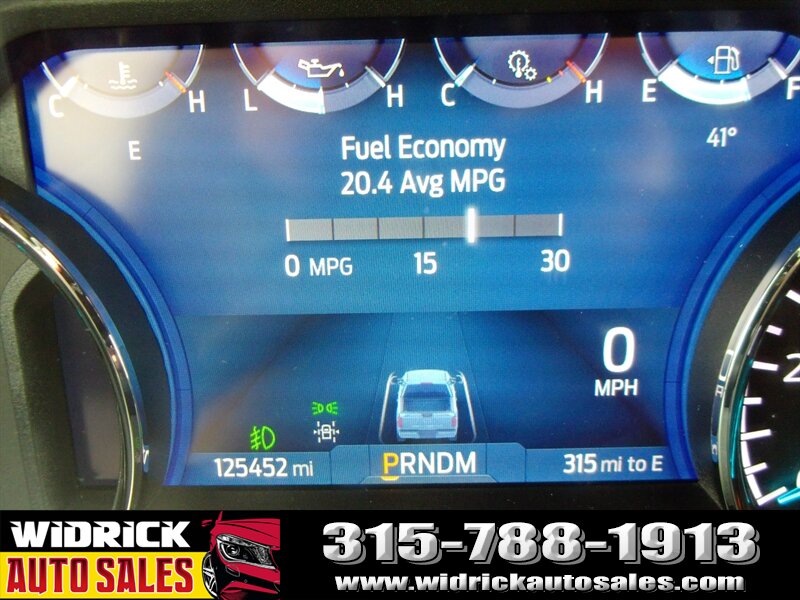 C H L H C H E F
E
41°
Fuel Economy
20.4 Avg MPG
0 MPG 15 30
0
MPH
125452 mi PRNDM 315 mi to E
WIDRICK
AUTO SALES
315-788-1913
www.widrickautosales.com